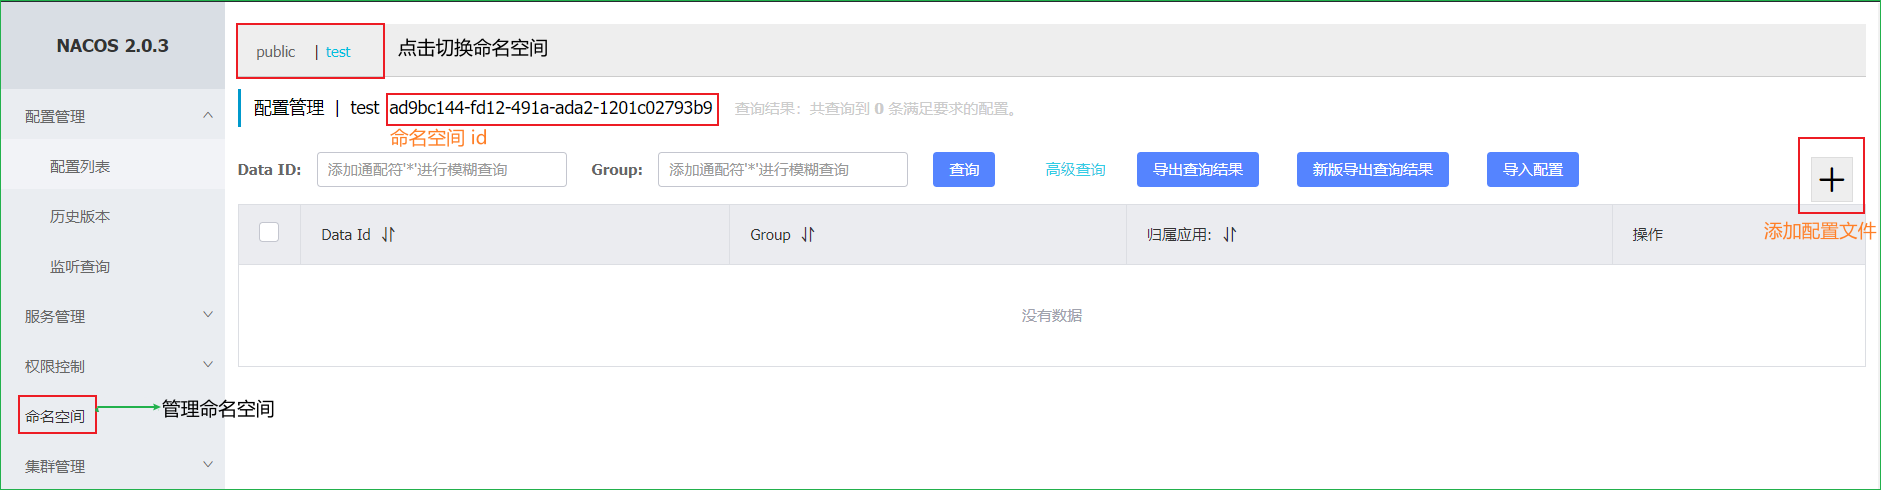 NACOS 2.0.3
配置管理
配置列表
历史版本
监听查询
服务管理
权限控制
命名空间
管理命名空间
集群管理
public | test 点击切换命名空间
配置管理 | test ad9bc144-fd12-491a-ada2-1201c02793b9 查询结果：共查询到 0 条满足要求的配置。
命名空间 id
Data ID: 添加通配符'*'进行模糊查询 Group: 添加通配符'*'进行模糊查询 查询 高级查询 导出查询结果 新版导出查询结果 导入配置
添加配置文件
Data Id Group 归属应用: 操作
没有数据